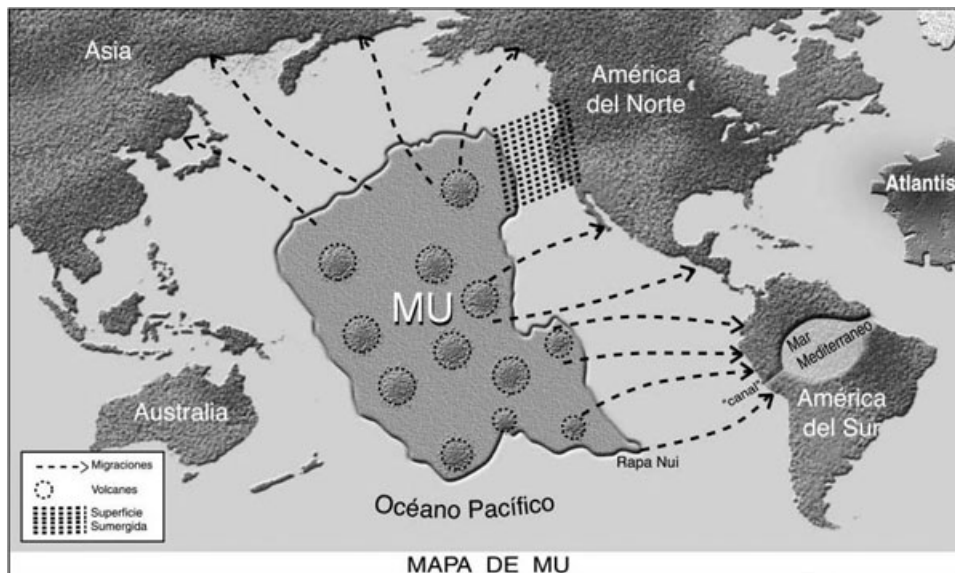 Asia
América
del Norte
Atlantis
MU
Mar
Mediterraneo
"canal"
América
del Sur
Australia
Rapa Nui
Migraciones
Volcanes
Superficie
Sumergida
Océano Pacífico
MAPA DE MU